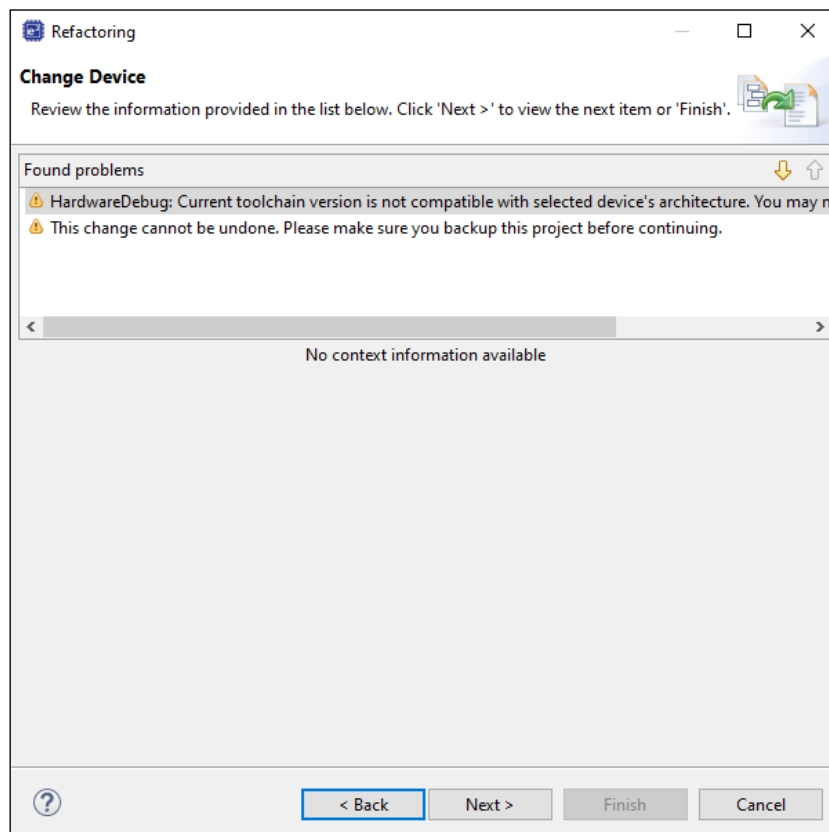 Refactoring
Change Device
Review the information provided in the list below. Click 'Next >' to view the next item or 'Finish'.
Found problems
HardwareDebug: Current toolchain version is not compatible with selected device's architecture. You may
This change cannot be undone. Please make sure you backup this project before continuing.
No context information available
< Back Next > Finish Cancel